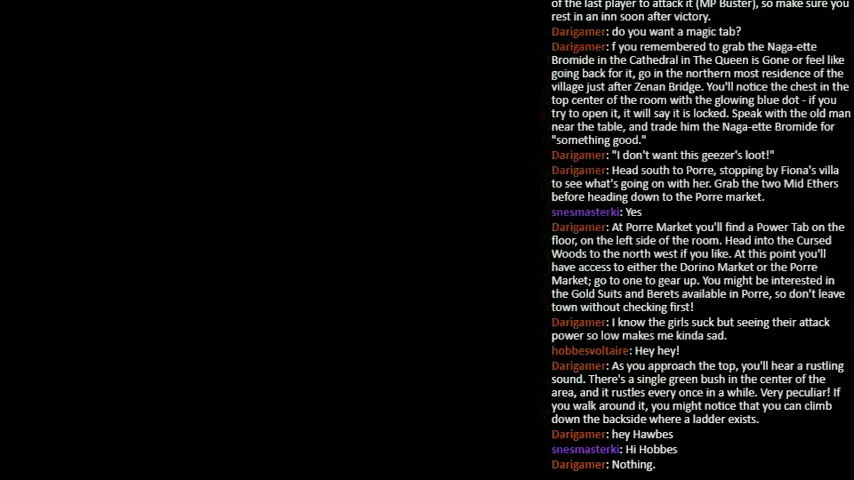 of the last player to attack it (MP Buster), so make sure you
rest in an inn soon after victory.
Darigamer: do you want a magic tab?
Darigamer: f you remembered to grab the Naga-ette
Bromide in the Cathedral in The Queen is Gone or feel like
going back for it, go in the northern most residence of the
village just after Zenan Bridge. You'll notice the chest in the
top center of the room with the glowing blue dot - if you
try to open it, it will say it is locked. Speak with the old man
near the table, and trade him the Naga-ette Bromide for
"something good."
Darigamer: "I don't want this geezer's loot!"
Darigamer: Head south to Porre, stopping by Fiona's villa
to see what's going on with her. Grab the two Mid Ethers
before heading down to the Porre market.
snesmasterki: Yes
Darigamer: At Porre Market you'll find a Power Tab on the
floor, on the left side of the room. Head into the Cursed
Woods to the north west if you like. At this point you'll
have access to either the Dorino Market or the Porre
Market; go to one to gear up. You might be interested in
the Gold Suits and Berets available in Porre, so don't leave
town without checking first!
Darigamer: I know the girls suck but seeing their attack
power so low makes me kinda sad.
hobbesvoltaire: Hey hey!
Darigamer: As you approach the top, you'll hear a rustling
sound. There's a single green bush in the center of the
area, and it rustles every once in a while. Very peculiar! If
you walk around it, you might notice that you can climb
down the backside where a ladder exists.
Darigamer: hey Hawbes
snesmasterki: Hi Hobbes
Darigamer: Nothing.